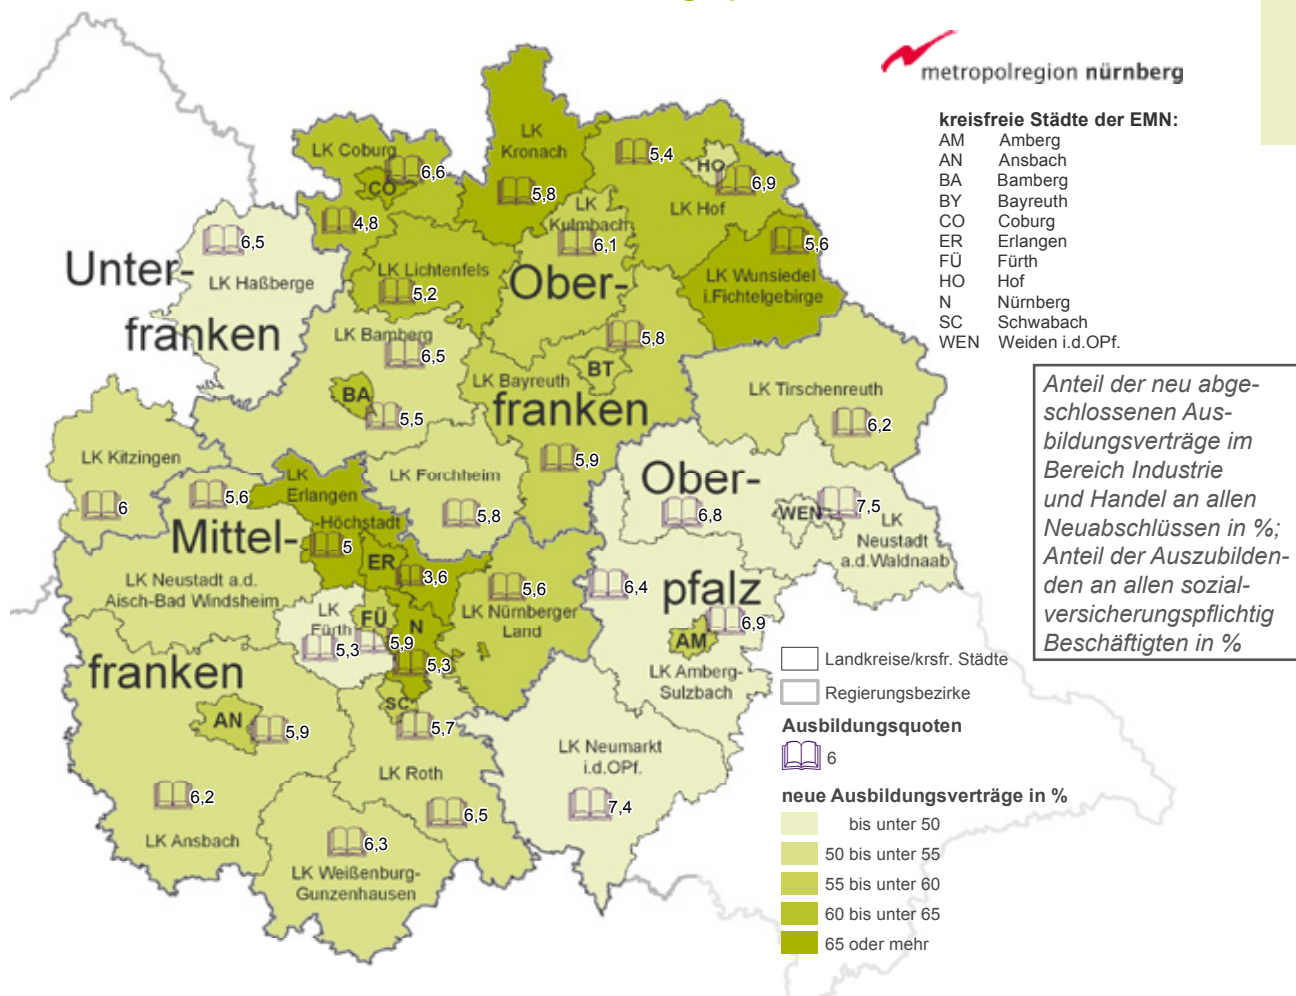 metropolregion nürnberg
kreisfreie Städte der EMN:
AM Amberg
AN Ansbach
BA Bamberg
BY Bayreuth
CO Coburg
ER Erlangen
FÜ Fürth
HO Hof
N Nürnberg
SC Schwabach
WEN Weiden i.d.OPf.
Anteil der neu abge-
schlossenen Aus-
bildungsverträge im
Bereich Industrie
und Handel an allen
Neuabschlüssen in %;
Anteil der Auszubilden-
den an allen sozial-
versicherungspflichtig
Beschäftigten in %
LK
Kronach
5,8
LK Coburg
6,6
CO
4,8
5,4
HO
6,9
LK Hof
LK
Kulmbach
6,1
5,6
LK Wunsiedel
i.Fichtelgebirge
6,5
LK Haßberge
Unter-
franken
LK Lichtenfels
5,2
Ober-
franken
LK Bamberg
6,5
BA
5,5
5,8
BT
LK Bayreuth
5,9
LK Tirschenreuth
6,2
LK Kitzingen
6
5,6
LK
Erlangen
-Höchstadt
5
LK Forchheim
5,8
Ober-
pfalz
6,8
WEN
7,5
LK
Neustadt
a.d.Waldnaab
Mittel-
franken
LK Neustadt a.d.
Aisch-Bad Windsheim
ER
3,6
5,6
LK Nürnberger
Land
6,4
LK
Fürth
5,3
FÜ
5,9
N
5,3
6,9
AM
LK Amberg-
Sulzbach
AN
5,9
SC
5,7
6,2
LK Ansbach
LK Roth
6,5
6,3
LK Weißenburg-
Gunzenhausen
LK Neumarkt
i.d.OPf.
7,4
Landkreise/krsfr. Städte
Regierungsbezirke
Ausbildungsquoten
6
neue Ausbildungsverträge in %
bis unter 50
50 bis unter 55
55 bis unter 60
60 bis unter 65
65 oder mehr